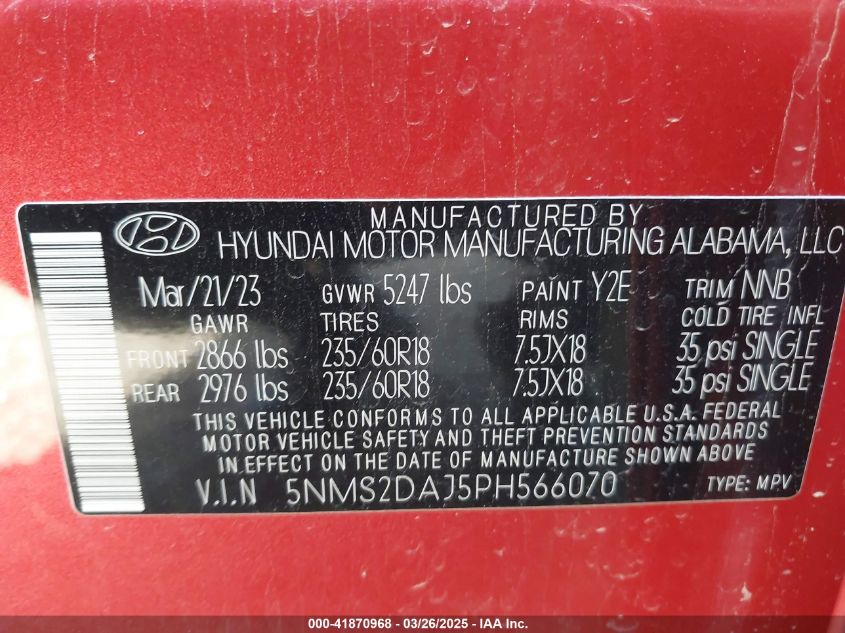 MANUFACTURED BY
HYUNDAI MOTOR MANUFACTURING ALABAMA, LLC
Mar/21/23 GVWR 5247 lbs PAINT Y2E TRIM NNB
GAWR TIRES RIMS COLD TIRE INFL
FRONT 2866 lbs 235/60R18 7.5JX18 35 psi SINGLE
REAR 2976 lbs 235/60R18 7.5JX18 35 psi SINGLE
THIS VEHICLE CONFORMS TO ALL APPLICABLE U.S.A. FEDERAL
MOTOR VEHICLE SAFETY AND THEFT PREVENTION STANDARDS
IN EFFECT ON THE DATE OF MANUFACTURE SHOWN ABOVE
V.I.N 5NMS2DAJ5PH566070 TYPE: MPV
000-41870968 - 03/26/2025 - IAA Inc.